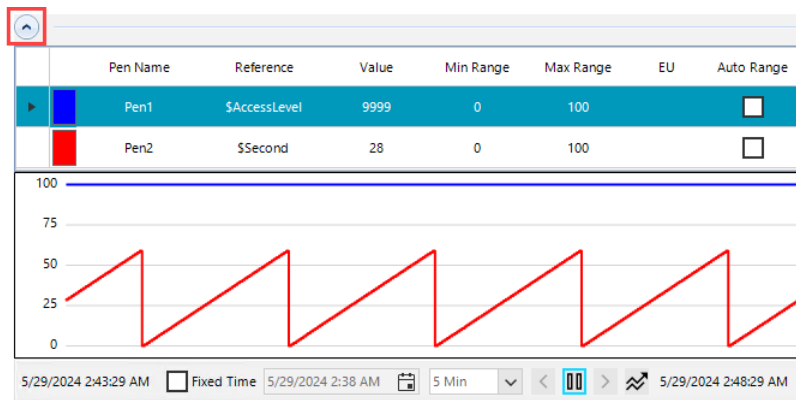 Pen Name Reference Value Min Range Max Range EU Auto Range
Pen1 $AccessLevel 9999 0 100
Pen2 $Second 28 0 100
100
75
50
25
0
5/29/2024 2:43:29 AM Fixed Time 5/29/2024 2:38 AM 5 Min 5/29/2024 2:48:29 AM